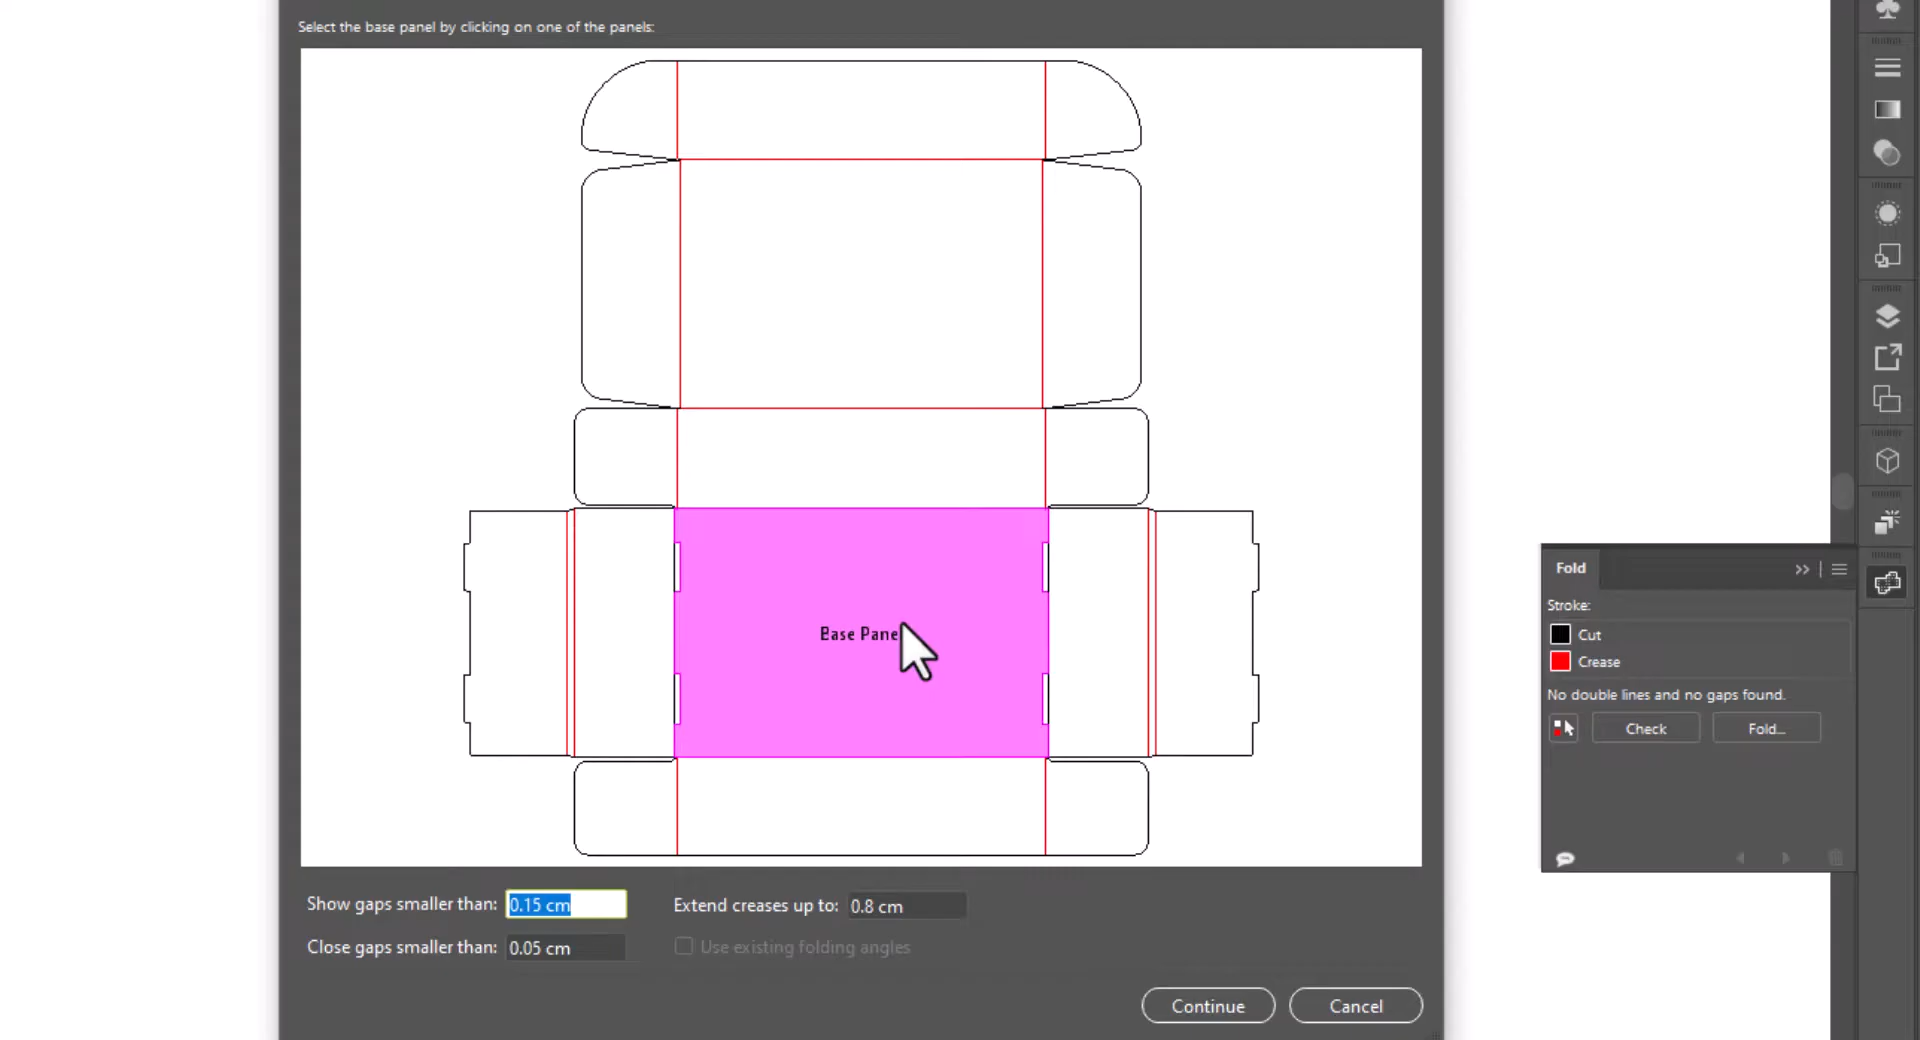 Select the base panel by clicking on one of the panels:
Base Pane
Fold
Stroke:
Cut
Crease
No double lines and no gaps found.
Check
Fold...
Show gaps smaller than: 0.15 cm
Extend creases up to: 0.8 cm
Close gaps smaller than: 0.05 cm
Use existing folding angles
Continue
Cancel